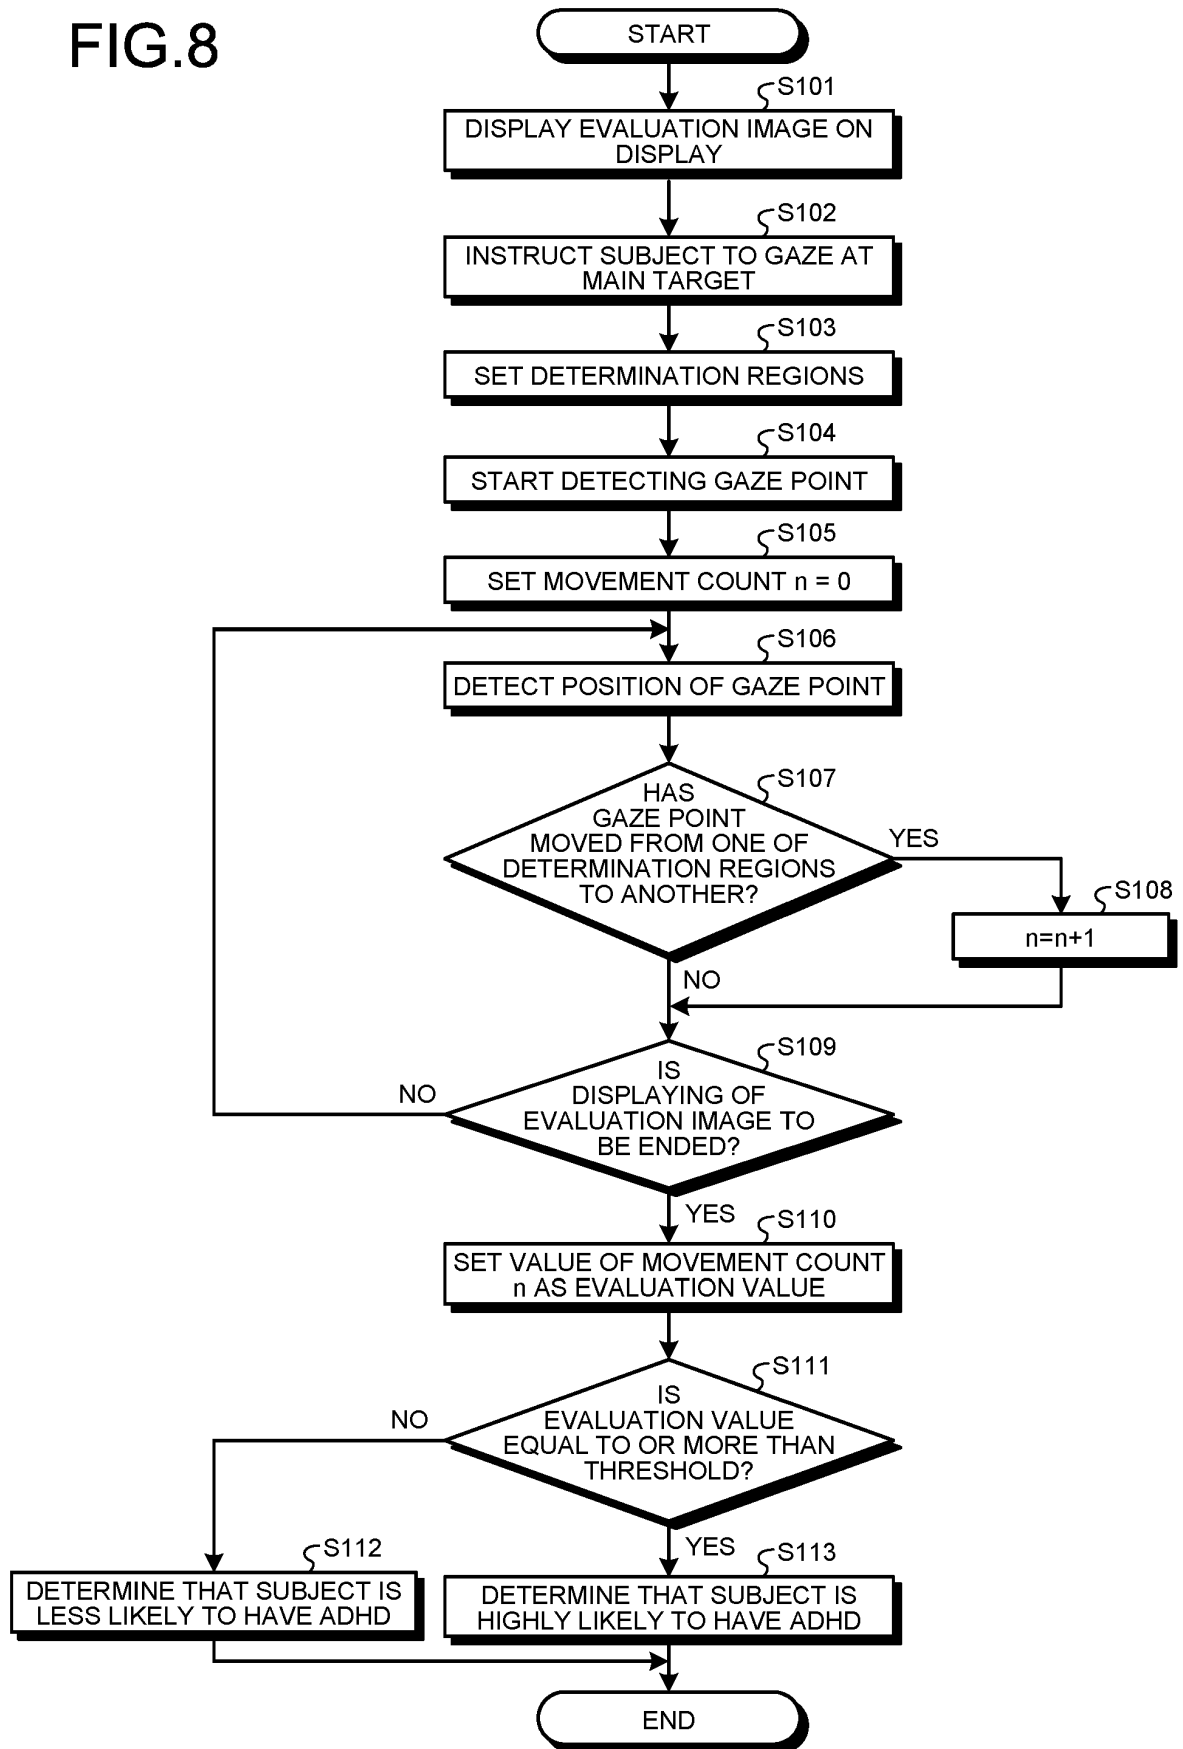 FIG.8
START
S101
DISPLAY EVALUATION IMAGE ON
DISPLAY
S102
INSTRUCT SUBJECT TO GAZE AT
MAIN TARGET
S103
SET DETERMINATION REGIONS
S104
START DETECTING GAZE POINT
S105
SET MOVEMENT COUNT n = 0
S106
DETECT POSITION OF GAZE POINT
S107
HAS
GAZE POINT
MOVED FROM ONE OF
DETERMINATION REGIONS
TO ANOTHER?
YES
S108
n=n+1
NO
S109
IS
DISPLAYING OF
EVALUATION IMAGE TO
BE ENDED?
NO
YES
S110
SET VALUE OF MOVEMENT COUNT
n AS EVALUATION VALUE
S111
IS
EVALUATION VALUE
EQUAL TO OR MORE THAN
THRESHOLD?
NO
YES
S112
DETERMINE THAT SUBJECT IS
LESS LIKELY TO HAVE ADHD
S113
DETERMINE THAT SUBJECT IS
HIGHLY LIKELY TO HAVE ADHD
END